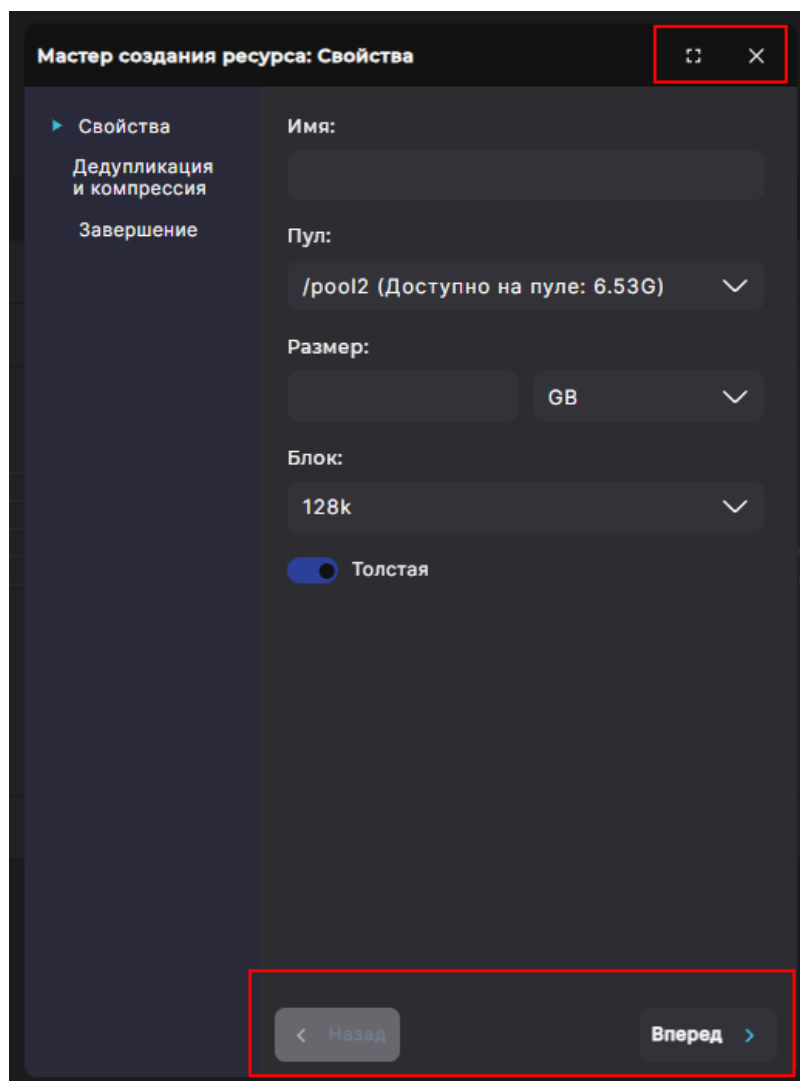 Мастер создания ресурса: Свойства
Свойства
Дедупликация
и компрессия
Завершение
Имя:
Пул:
/pool2 (Доступно на пуле: 6.53G)
Размер:
GB
Блок:
128k
Толстая
Назад
Вперед